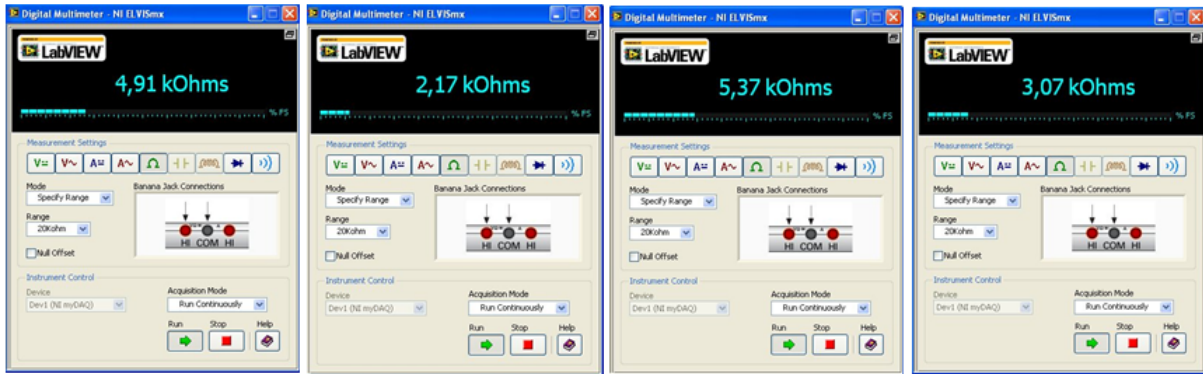 Digital Multimeter - NI ELVISmx
LabVIEW
4,91 kOhms
% FS
Measurement Settings
V= V~ A= A~ Ω
Mode
Banana Jack Connections
Specify Range
Range
20Kohm
HI COM HI
Null Offset
Instrument Control
Device
Acquisition Mode
Dev1 (NI myDAQ)
Run Continuously
Run Stop Help
Digital Multimeter - NI ELVISmx
LabVIEW
2,17 kOhms
% FS
Measurement Settings
V= V~ A= A~ Ω
Mode
Banana Jack Connections
Specify Range
Range
20Kohm
HI COM HI
Null Offset
Instrument Control
Device
Acquisition Mode
Dev1 (NI myDAQ)
Run Continuously
Run Stop Help
Digital Multimeter - NI ELVISmx
LabVIEW
5,37 kOhms
% FS
Measurement Settings
V= V~ A= A~ Ω
Mode
Banana Jack Connections
Specify Range
Range
20Kohm
HI COM HI
Null Offset
Instrument Control
Device
Acquisition Mode
Dev1 (NI myDAQ)
Run Continuously
Run Stop Help
Digital Multimeter - NI ELVISmx
LabVIEW
3,07 kOhms
% FS
Measurement Settings
V= V~ A= A~ Ω
Mode
Banana Jack Connections
Specify Range
Range
20Kohm
HI COM HI
Null Offset
Instrument Control
Device
Acquisition Mode
Dev1 (NI myDAQ)
Run Continuously
Run Stop Help